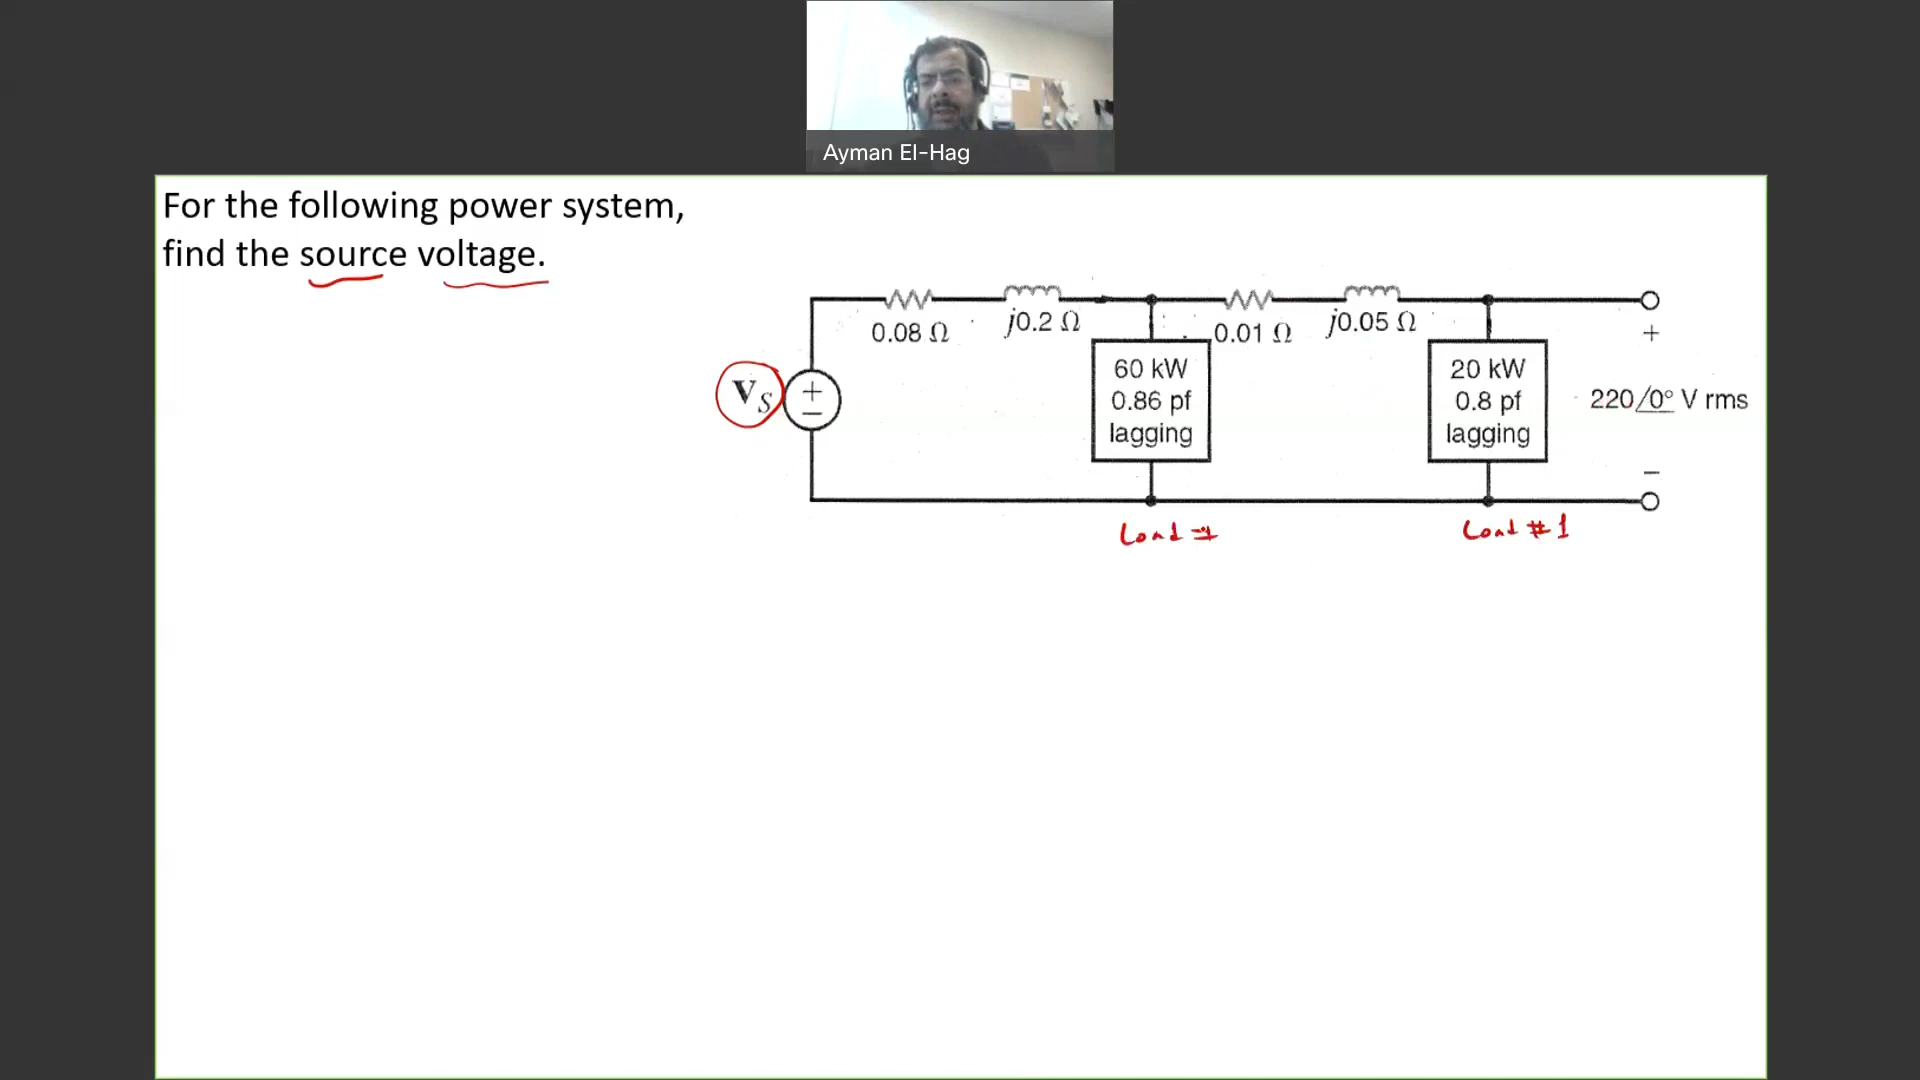 Ayman El-Hag
For the following power system,
find the source voltage.
0.08 Ω
j0.2 Ω
0.01 Ω
j0.05 Ω
+
V_S
+
−
60 kW
0.86 pf
lagging
20 kW
0.8 pf
lagging
220/0° V rms
−
Load
Load #1